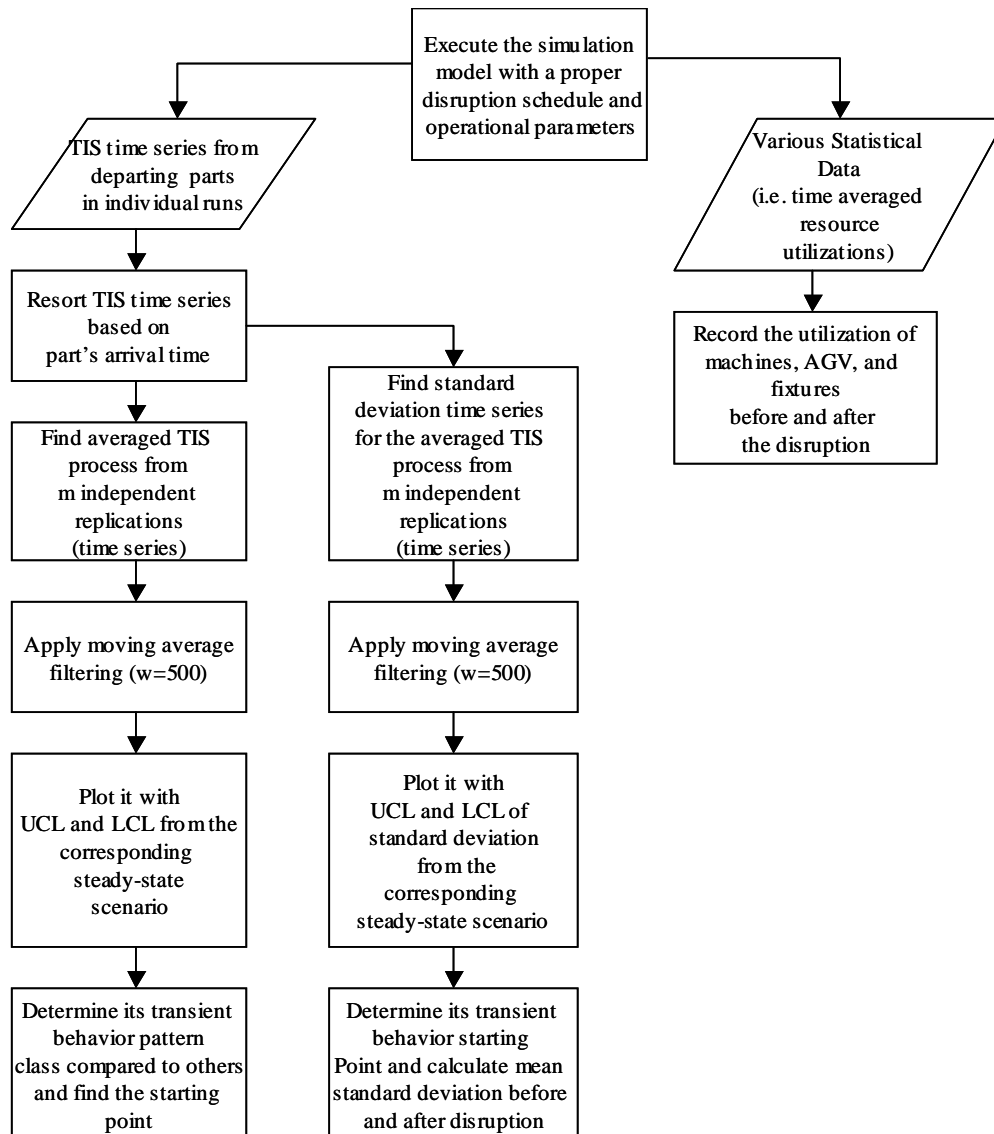 Execute the simulation
model with a proper
disruption schedule and
operational parameters
TIS time series from
departing parts
in individual runs
Various Statistical
Data
(i.e. time averaged
resource
utilizations)
Resort TIS time series
based on
part's arrival time
Record the utilization of
machines, AGV, and
fixtures
before and after
the disruption
Find averaged TIS
process from
m independent
replications
(time series)
Find standard
deviation time series
for the averaged TIS
process from
m independent
replications
(time series)
Apply moving average
filtering (w=500)
Apply moving average
filtering (w=500)
Plot it with
UCL and LCL from the
corresponding
steady-state
scenario
Plot it with
UCL and LCL of
standard deviation
from the
corresponding
steady-state scenario
Determine its transient
behavior pattern
class compared to others
and find the starting
point
Determine its transient
behavior starting
Point and calculate mean
standard deviation before
and after disruption